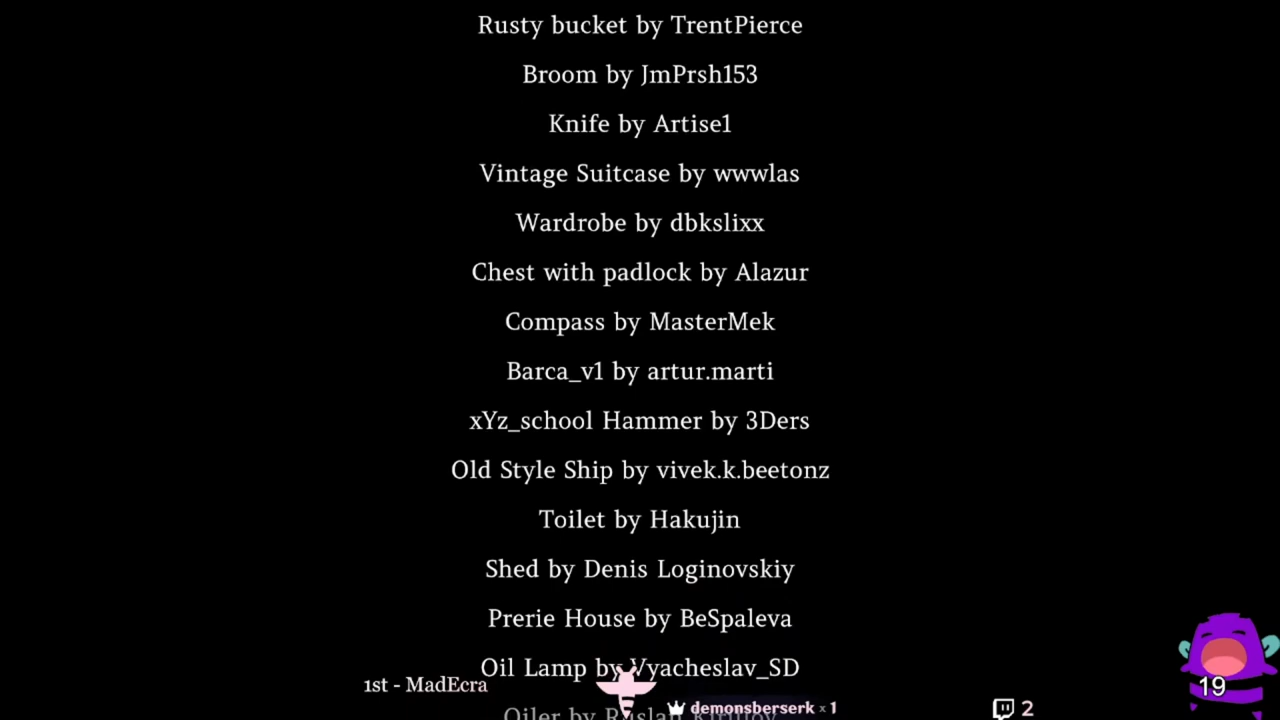 Rusty bucket by TrentPierce
Broom by JmPrsh153
Knife by Artise1
Vintage Suitcase by wwwlas
Wardrobe by dbkslixx
Chest with padlock by Alazur
Compass by MasterMek
Barca_v1 by artur.marti
xYz_school Hammer by 3Ders
Old Style Ship by vivek.k.beetonz
Toilet by Hakujin
Shed by Denis Loginovskiy
Prerie House by BeSpaleva
Oil Lamp by Vyacheslav_SD
1st - MadEcra
19
demonsberserk x 1
2
Oiler by Ruslan